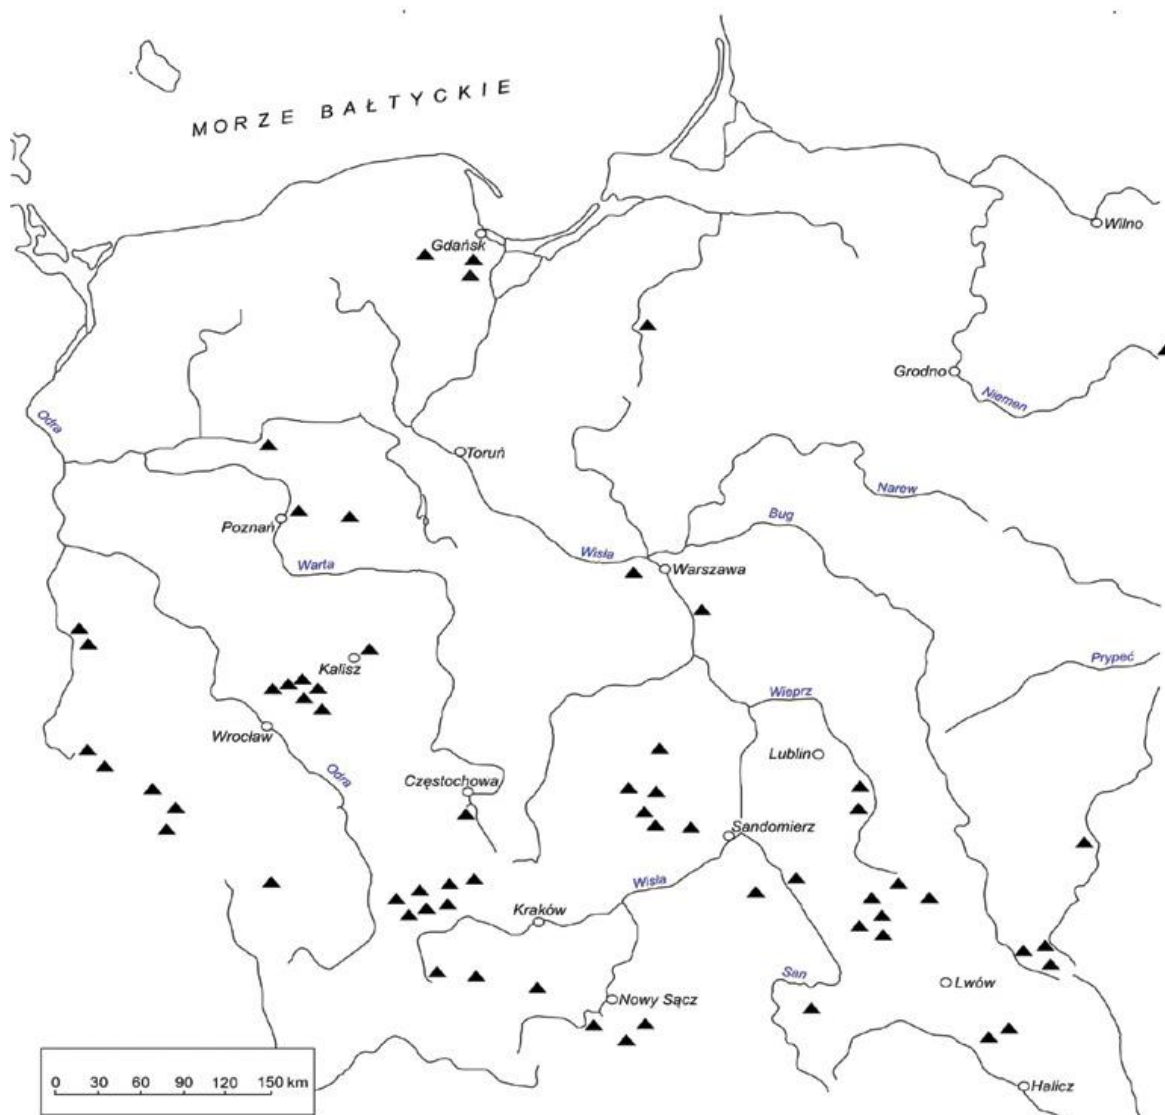 MORZE BAŁTYCKIE
Wilno
Gdańsk
Grodno
Niemen
Odra
Toruń
Narew
Poznań
Bug
Wisła
Warszawa
Warta
Prypeć
Kalisz
Wieprz
Wrocław
Lublin
Odra
Częstochowa
Sandomierz
Wisła
Kraków
San
Lwów
Nowy Sącz
0 30 60 90 120 150 km
Halicz